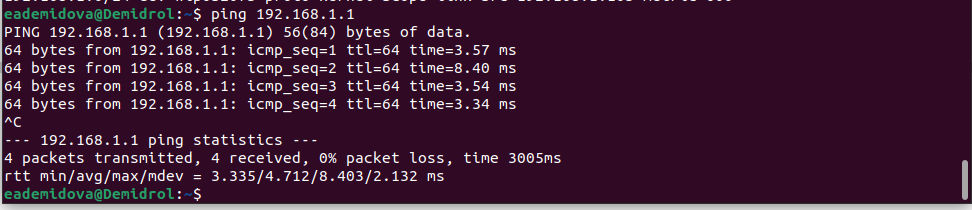 eademidova@Demidrol:~$ ping 192.168.1.1
PING 192.168.1.1 (192.168.1.1) 56(84) bytes of data.
64 bytes from 192.168.1.1: icmp_seq=1 ttl=64 time=3.57 ms
64 bytes from 192.168.1.1: icmp_seq=2 ttl=64 time=8.40 ms
64 bytes from 192.168.1.1: icmp_seq=3 ttl=64 time=3.54 ms
64 bytes from 192.168.1.1: icmp_seq=4 ttl=64 time=3.34 ms
^C
--- 192.168.1.1 ping statistics ---
4 packets transmitted, 4 received, 0% packet loss, time 3005ms
rtt min/avg/max/mdev = 3.335/4.712/8.403/2.132 ms
eademidova@Demidrol:~$